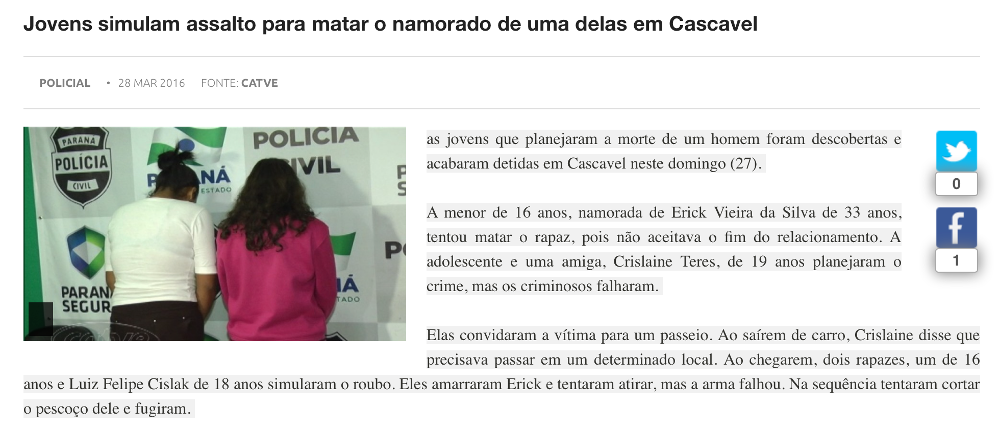 Jovens simulam assalto para matar o namorado de uma delas em Cascavel
POLICIAL • 28 MAR 2016 FONTE: CATVE
PARANÁ
POLÍCIA
CIVIL
POLICIA
IVIL
P ANÁ
ESTADO
P
S
P
PARAN
SEGUR
IÁ
TADO
catve
as jovens que planejaram a morte de um homem foram descobertas e
acabaram detidas em Cascavel neste domingo (27).
A menor de 16 anos, namorada de Erick Vieira da Silva de 33 anos,
tentou matar o rapaz, pois não aceitava o fim do relacionamento. A
adolescente e uma amiga, Crislaine Teres, de 19 anos planejaram o
crime, mas os criminosos falharam.
Elas convidaram a vítima para um passeio. Ao saírem de carro, Crislaine disse que
precisava passar em um determinado local. Ao chegarem, dois rapazes, um de 16
anos e Luiz Felipe Cislak de 18 anos simularam o roubo. Eles amarraram Erick e tentaram atirar, mas a arma falhou. Na sequência tentaram cortar
o pescoço dele e fugiram.
0
f
1